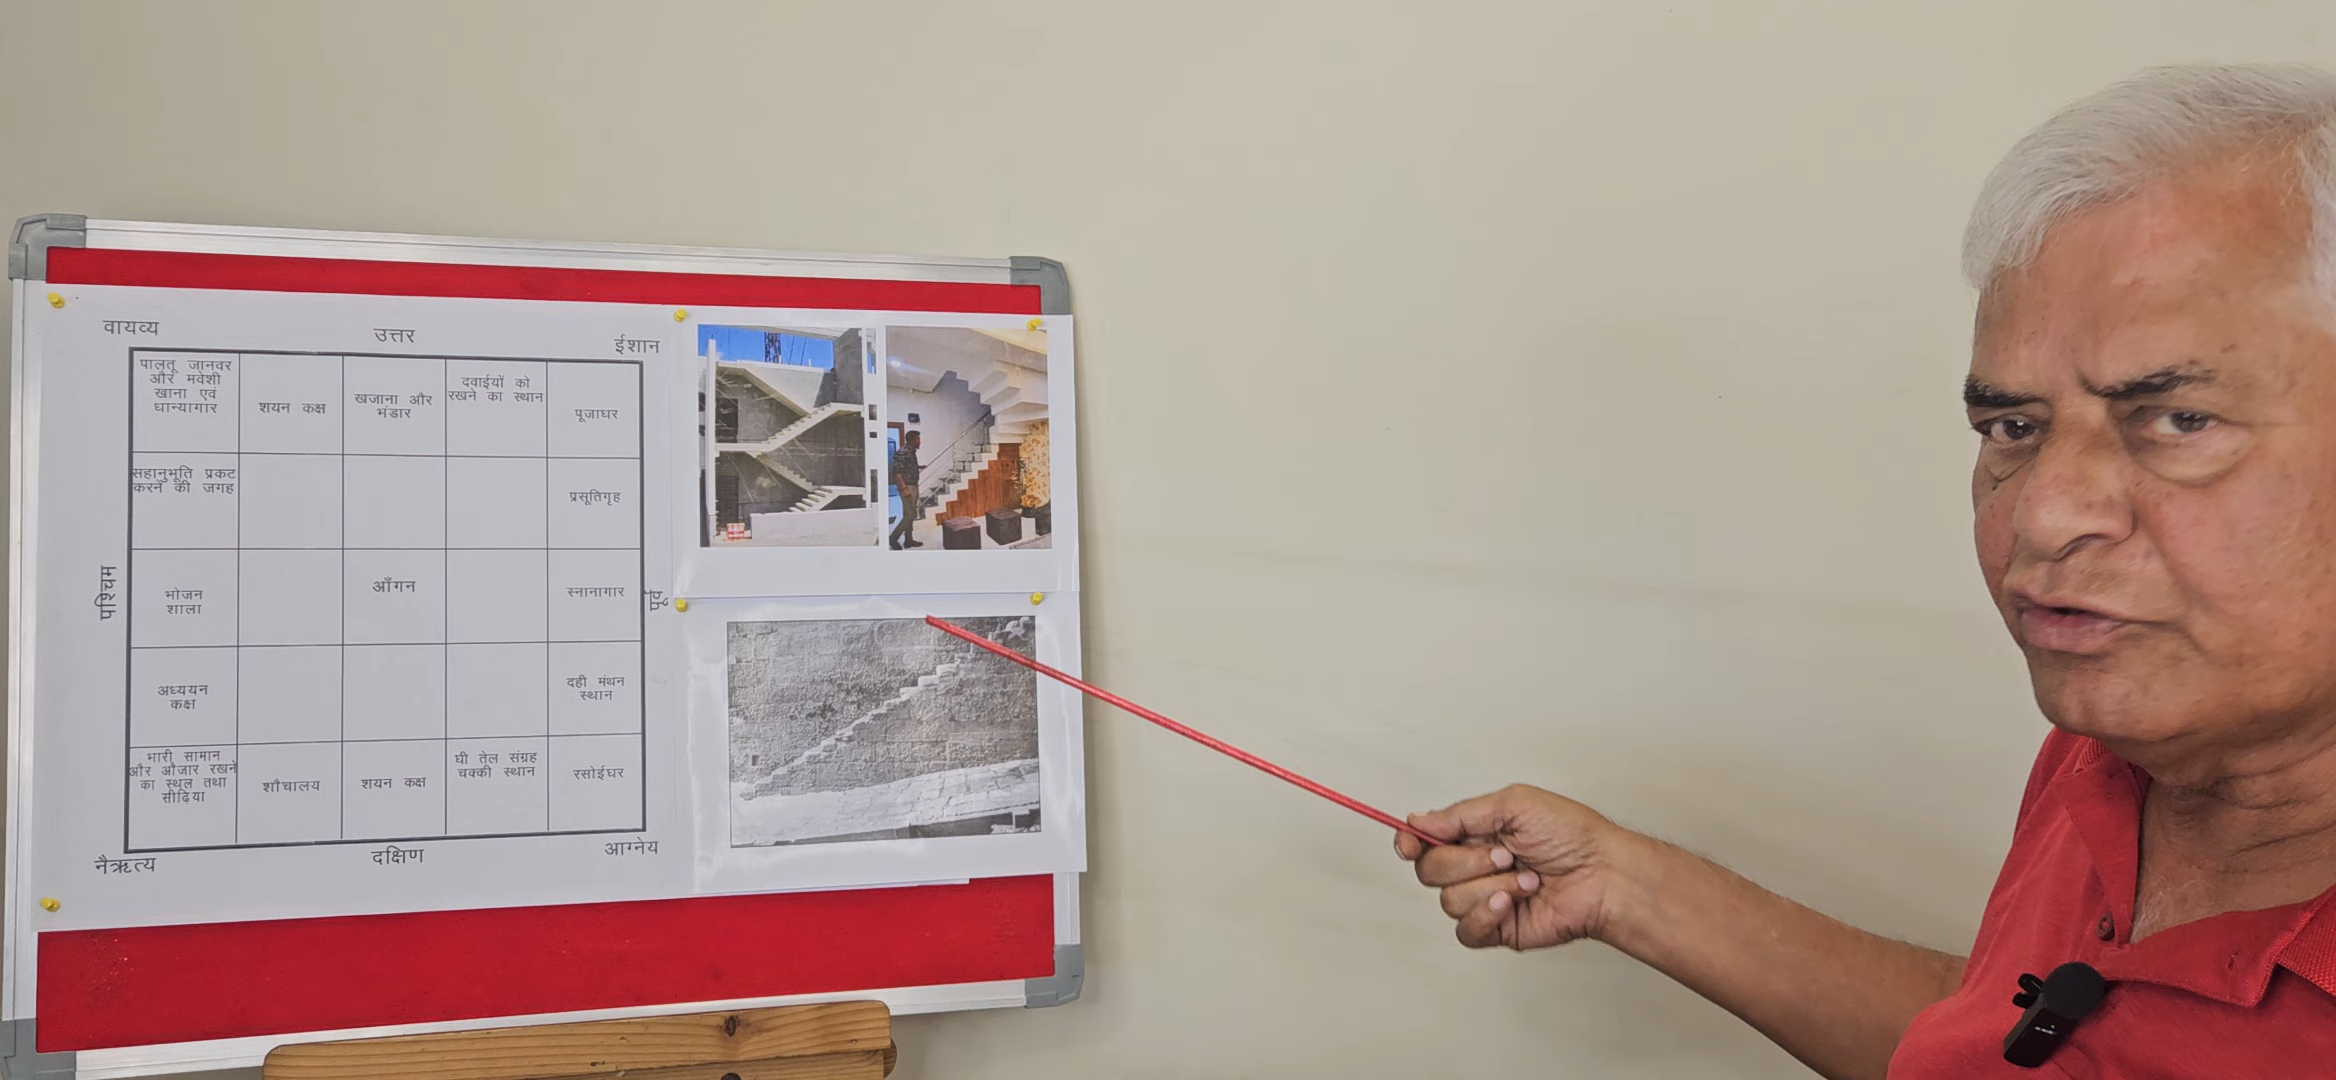 वायव्य
उत्तर
ईशान
पालतू जानवर
और मवेशी
खाना एवं
धान्यागार
शयन कक्ष
खजाना और
भंडार
दवाईयों को
रखने का स्थान
पूजाघर
सहानुभूति प्रकट
करने की जगह
प्रसूतिगृह
पश्चिम
भोजन
शाला
आँगन
स्नानागार
पूर्व
अध्ययन
कक्ष
दही मंथन
स्थान
भारी सामान
और औजार रखने
का स्थल तथा
सीढ़िया
शौचालय
शयन कक्ष
घी तेल संग्रह
चक्की स्थान
रसोईघर
नैऋत्य
दक्षिण
आग्नेय